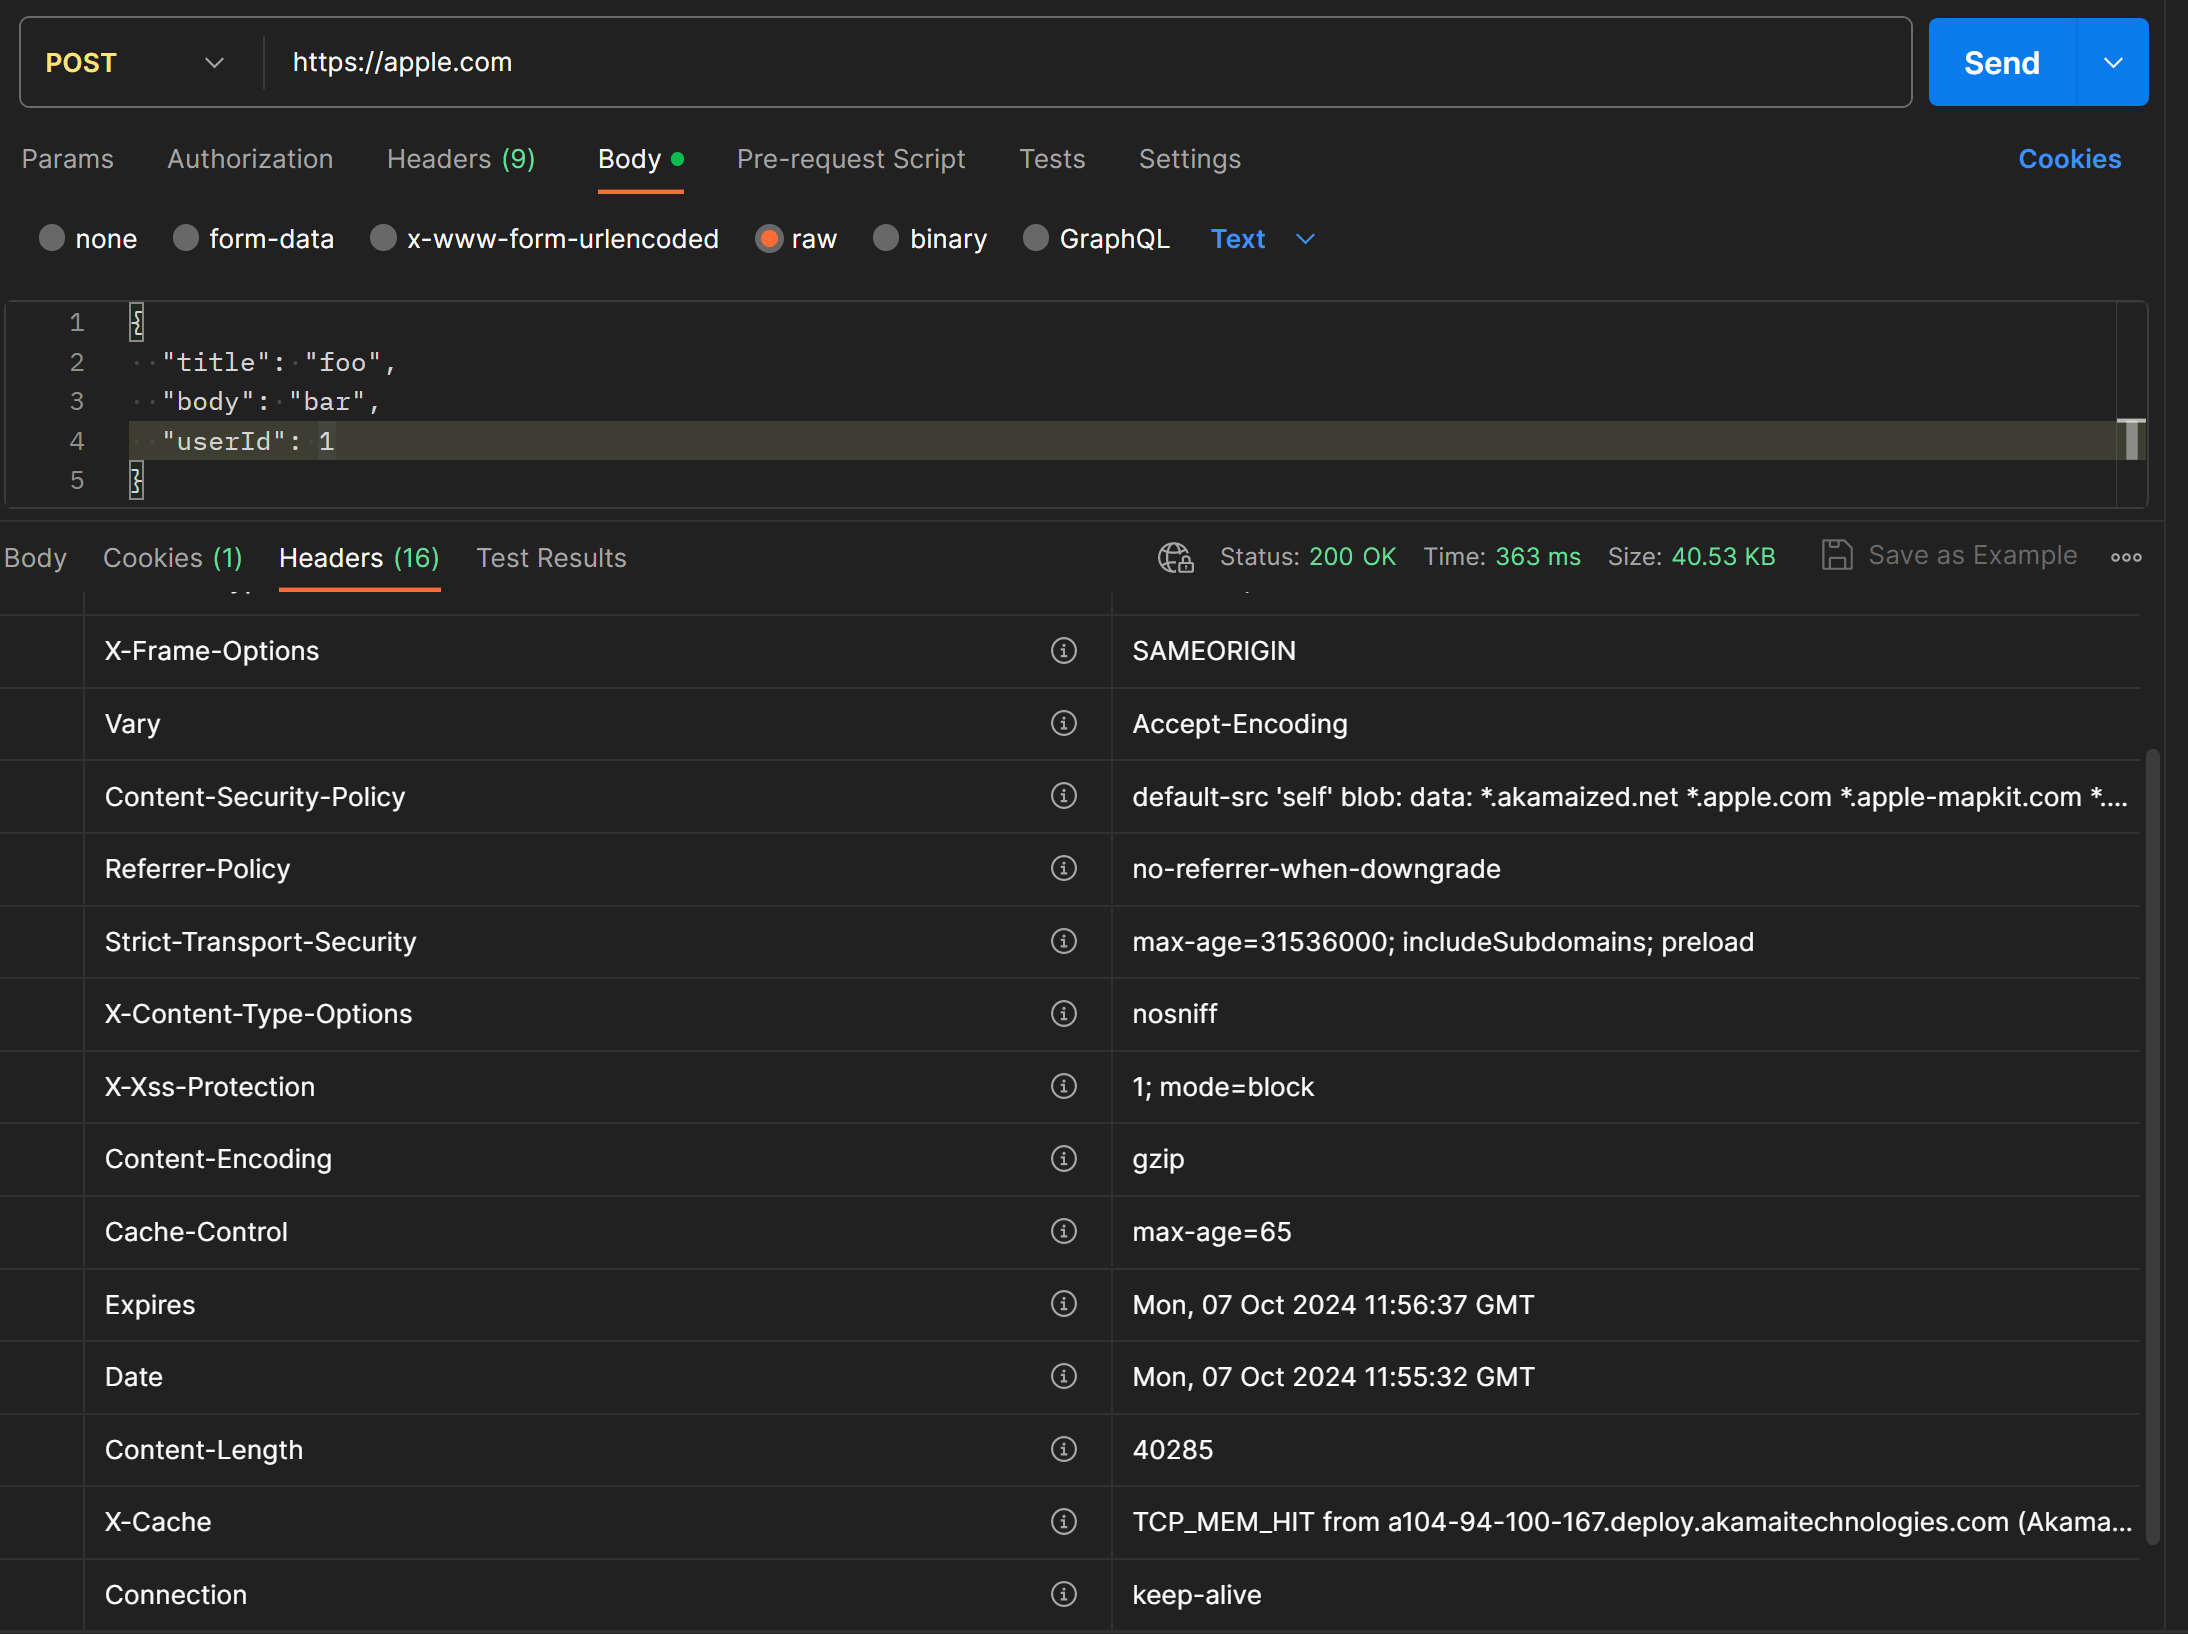 POST https://apple.com Send
Params Authorization Headers (9) Body Pre-request Script Tests Settings Cookies
none form-data x-www-form-urlencoded raw binary GraphQL Text
1 {
2 "title": "foo",
3 "body": "bar",
4 "userId": 1
5 }
Body Cookies (1) Headers (16) Test Results Status: 200 OK Time: 363 ms Size: 40.53 KB Save as Example
X-Frame-Options SAMEORIGIN
Vary Accept-Encoding
Content-Security-Policy default-src 'self' blob: data: *.akamaized.net *.apple.com *.apple-mapkit.com *....
Referrer-Policy no-referrer-when-downgrade
Strict-Transport-Security max-age=31536000; includeSubdomains; preload
X-Content-Type-Options nosniff
X-Xss-Protection 1; mode=block
Content-Encoding gzip
Cache-Control max-age=65
Expires Mon, 07 Oct 2024 11:56:37 GMT
Date Mon, 07 Oct 2024 11:55:32 GMT
Content-Length 40285
X-Cache TCP_MEM_HIT from a104-94-100-167.deploy.akamaitechnologies.com (Akama...
Connection keep-alive